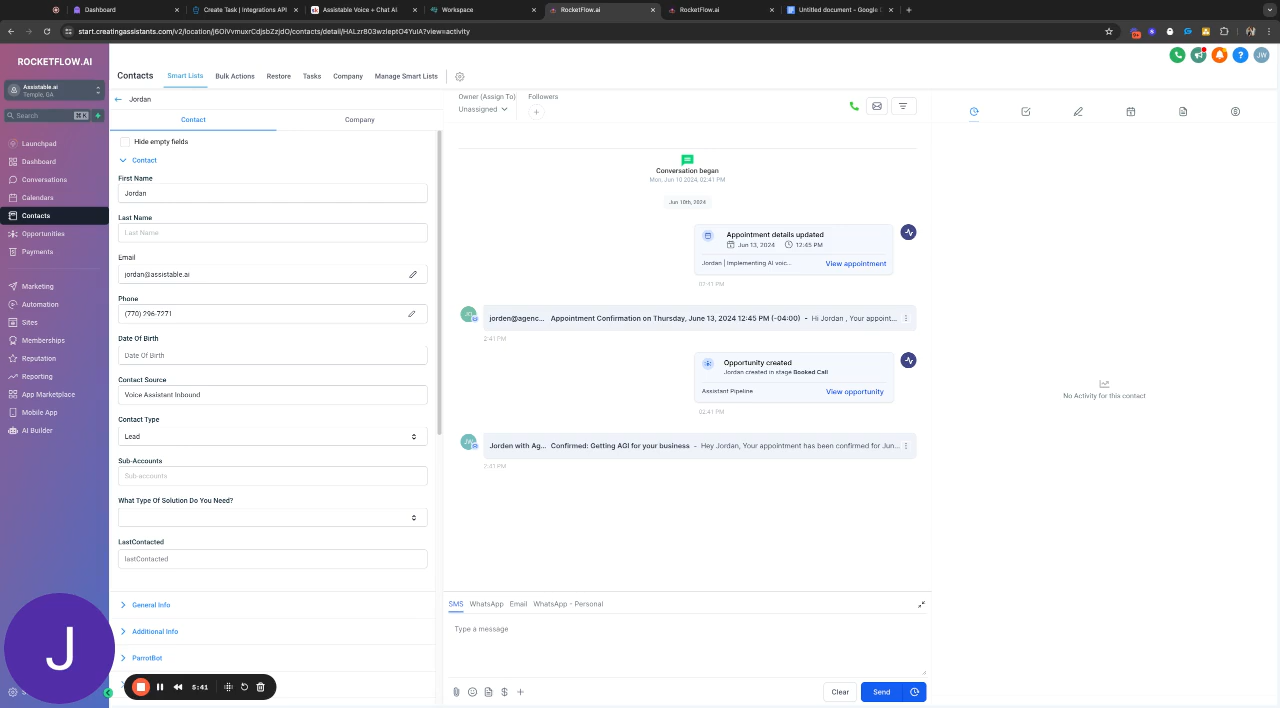 Dashboard
Create Task | Integrations API
Assistable Voice + Chat AI
Workspace
RocketFlow.ai
RocketFlow.ai
Untitled document - Google
start.creatingassistants.com/v2/location/j6OiVvmuxrCdjsbZzjdO/contacts/detail/HALzr803wzIeptO4YuIA?view=activity
ROCKETFLOW.AI
Assistable.ai
Temple, GA
Search
⌘ K
Launchpad
Dashboard
Conversations
Calendars
Contacts
Opportunities
Payments
Marketing
Automation
Sites
Memberships
Reputation
Reporting
App Marketplace
Mobile App
AI Builder
J
5:41
Contacts
Smart Lists
Bulk Actions
Restore
Tasks
Company
Manage Smart Lists
JW
Jordan
Contact
Company
Hide empty fields
Contact
First Name
Jordan
Last Name
Last Name
Email
jordan@assistable.ai
Phone
(770) 296-7271
Date Of Birth
Date Of Birth
Contact Source
Voice Assistant Inbound
Contact Type
Lead
Sub-Accounts
Sub-accounts
What Type Of Solution Do You Need?
LastContacted
lastContacted
General Info
Additional Info
ParrotBot
Owner (Assign To)
Unassigned
Followers
Conversation began
Mon, Jun 10 2024, 02:41 PM
Jun 10th, 2024
Appointment details updated
Jun 13, 2024 12:45 PM
Jordan | Implementing AI voic...
View appointment
02:41 PM
jorden@agenc... Appointment Confirmation on Thursday, June 13, 2024 12:45 PM (-04:00) - Hi Jordan , Your appoint...
2:41 PM
Opportunity created
Jordan created in stage Booked Call
Assistant Pipeline
View opportunity
02:41 PM
Jorden with Ag... Confirmed: Getting AOI for your business - Hey Jordan, Your appointment has been confirmed for Jun...
2:41 PM
SMS
WhatsApp
Email
WhatsApp - Personal
Type a message
Clear
Send
No Activity for this contact